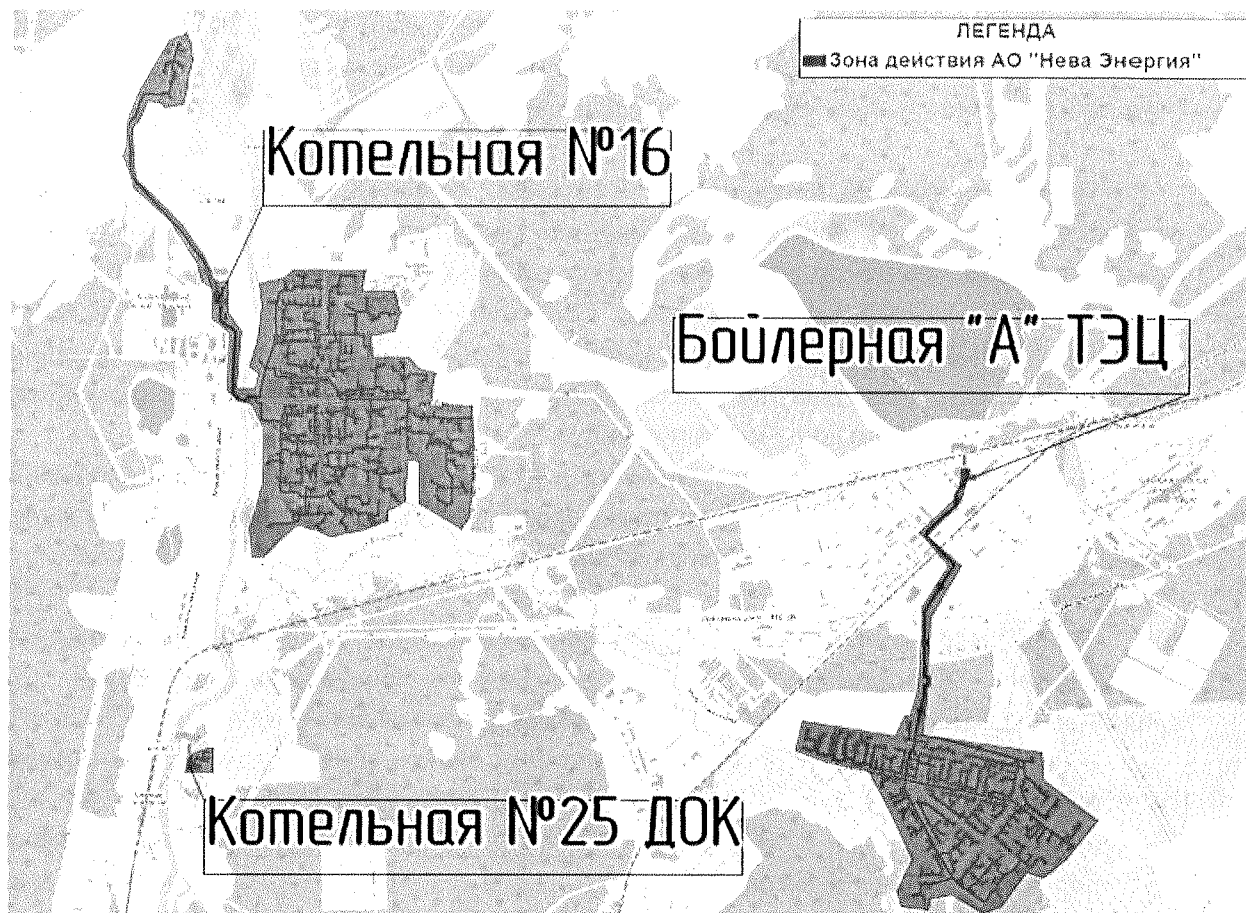 ЛЕГЕНДА
Зона действия АО "Нева Энергия"
Котельная №16
Бойлерная "А" ТЭЦ
Котельная №25 ДОК